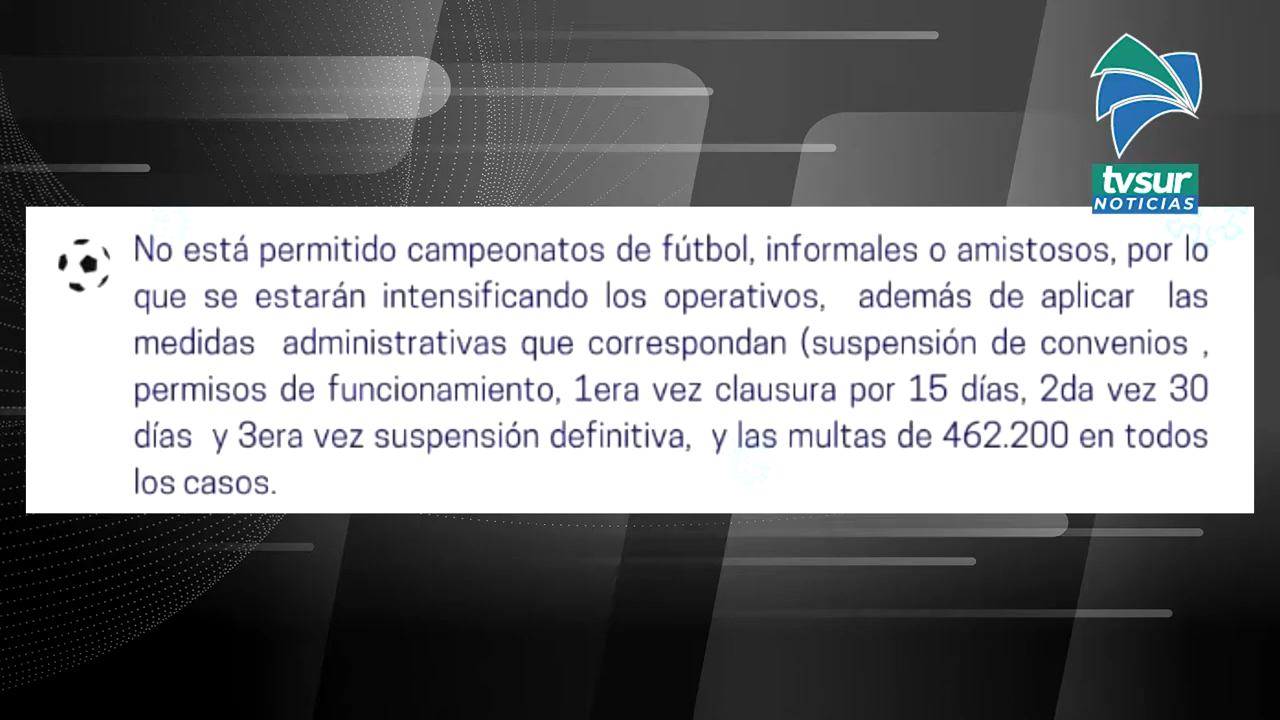 tvsur
NOTICIAS
No está permitido campeonatos de fútbol, informales o amistosos, por lo
que se estarán intensificando los operativos, además de aplicar las
medidas administrativas que correspondan (suspensión de convenios ,
permisos de funcionamiento, 1era vez clausura por 15 días, 2da vez 30
días y 3era vez suspensión definitiva, y las multas de 462.200 en todos
los casos.